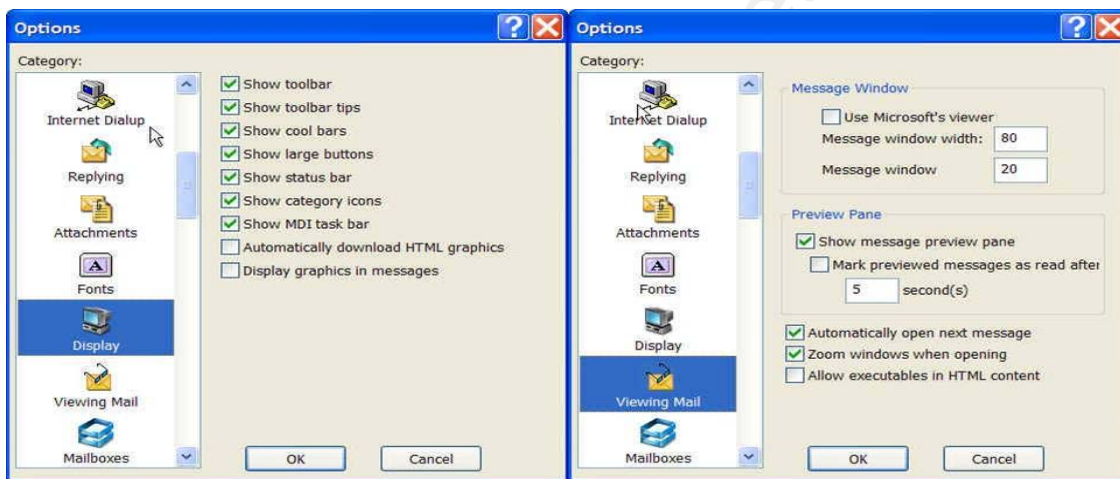 Options
Category:
Internet Dialup
Replying
Attachments
Fonts
Display
Viewing Mail
Mailboxes
Show toolbar
Show toolbar tips
Show cool bars
Show large buttons
Show status bar
Show category icons
Show MDI task bar
Automatically download HTML graphics
Display graphics in messages
OK
Cancel
Options
Category:
Internet Dialup
Replying
Attachments
Fonts
Display
Viewing Mail
Mailboxes
Message Window
Use Microsoft's viewer
Message window width: 80
Message window 20
Preview Pane
Show message preview pane
Mark previewed messages as read after
5 second(s)
Automatically open next message
Zoom windows when opening
Allow executables in HTML content
OK
Cancel